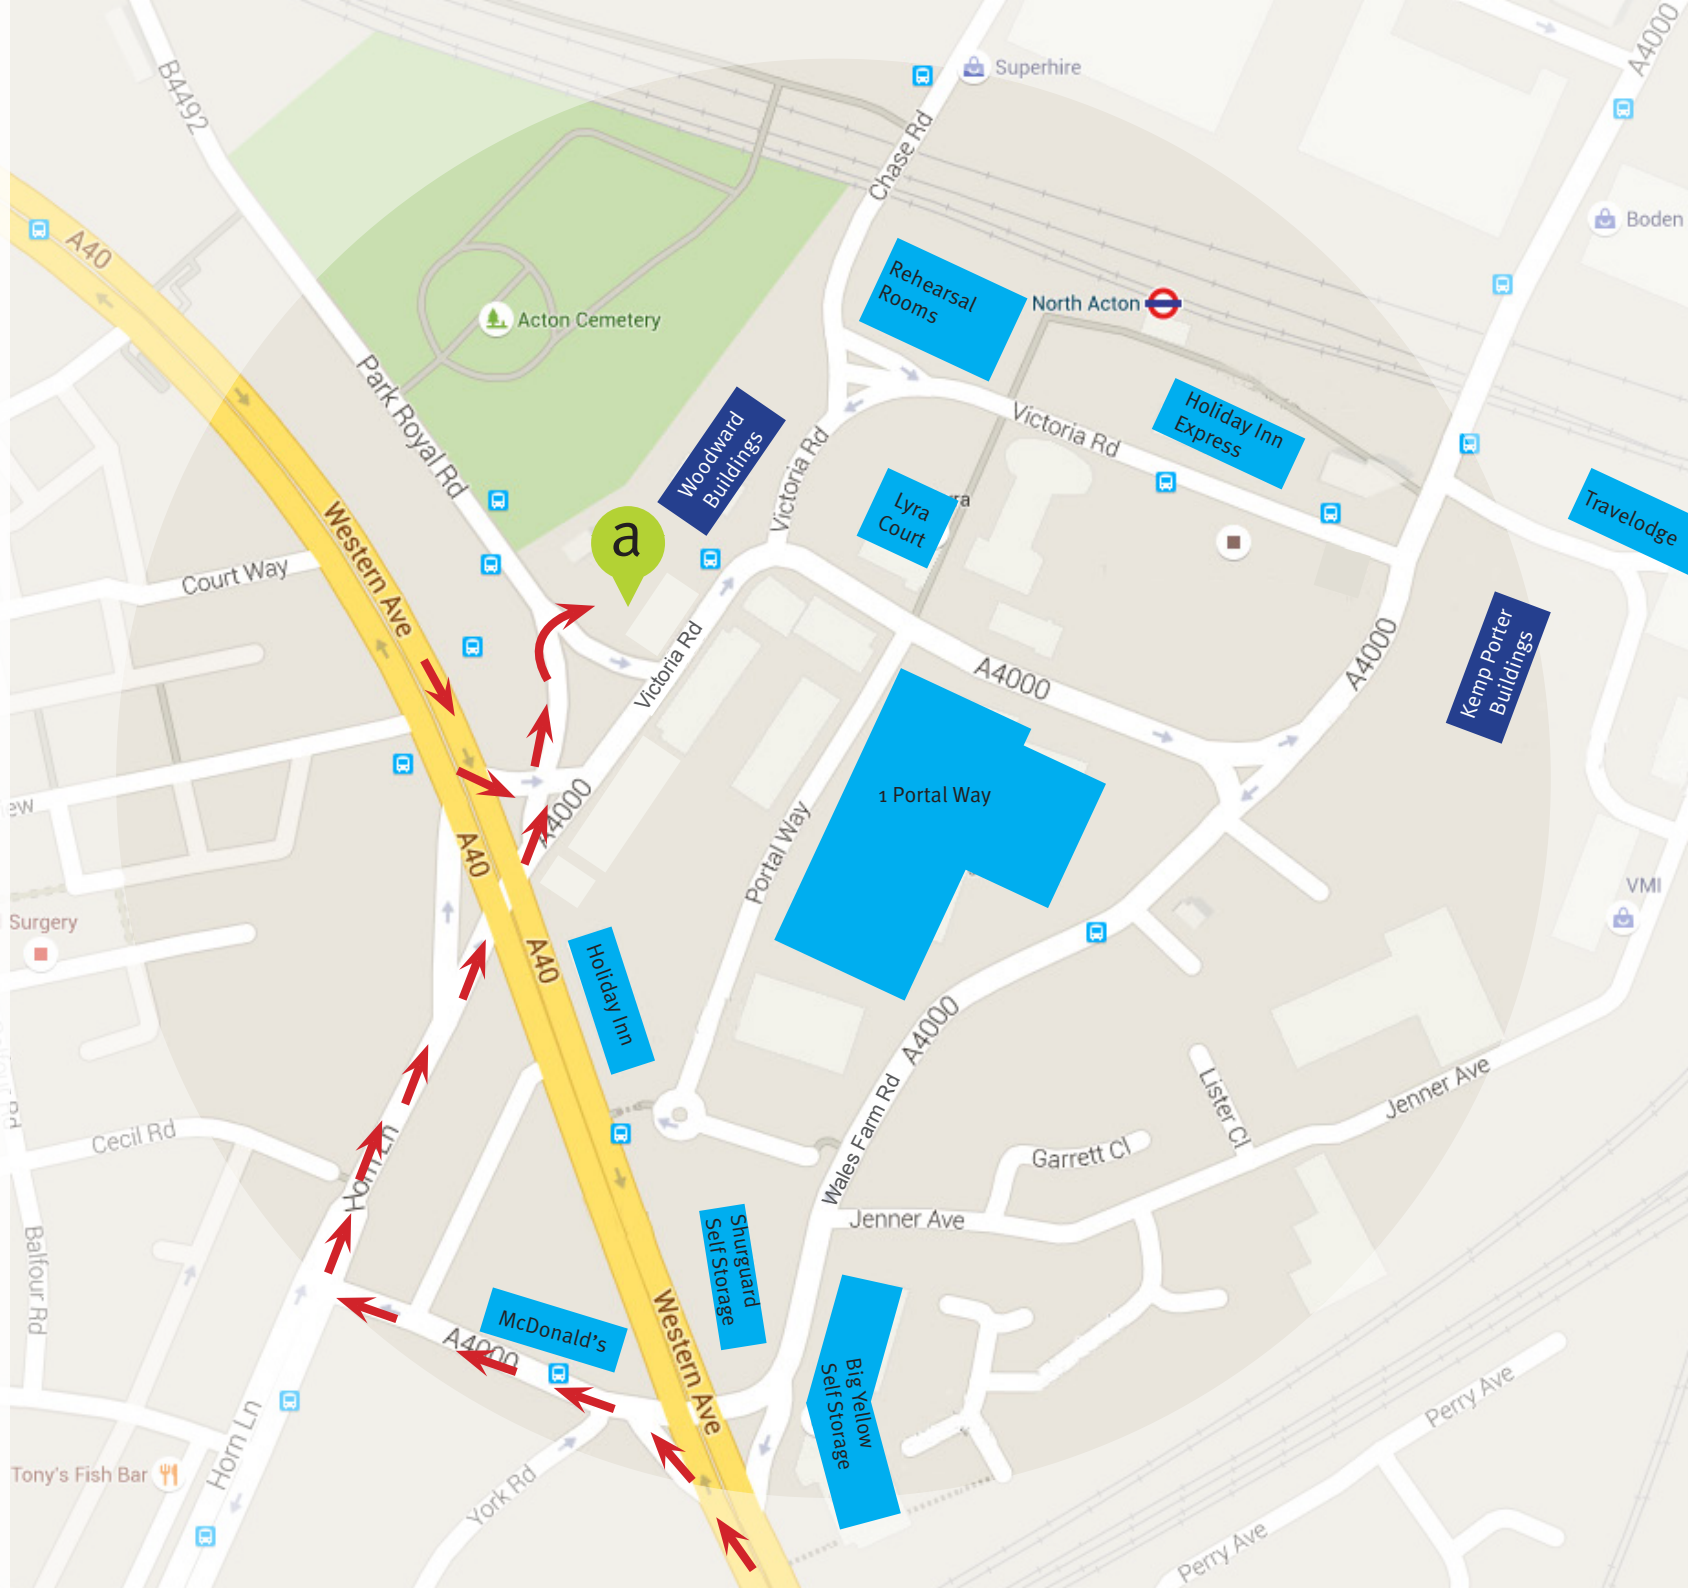 B4492
A4000
Superhire
Chase Rd
Boden
A40
Rehearsal
Rooms
North Acton
Acton Cemetery
Park Royal Rd
Victoria Rd
Holiday Inn
Express
Woodward
Buildings
Victoria Rd
Lyra
Court
ra
Travelodge
a
Western Ave
Court Way
Kemp Porter
Buildings
A4000
Victoria Rd
A4000
1 Portal Way
A4000
ew
A40
Portal Way
VMI
Surgery
A40
Holiday Inn
A4000
Wales Farm Rd
Jenner Ave
Lister Cl
Cecil Rd
Horn Ln
Garrett Cl
Jenner Ave
Balfour Rd
Shurguard
Self Storage
McDonald's
A4000
Western Ave
Big Yellow
Self Storage
Horn Ln
Perry Ave
Tony's Fish Bar
York Rd
Perry Ave